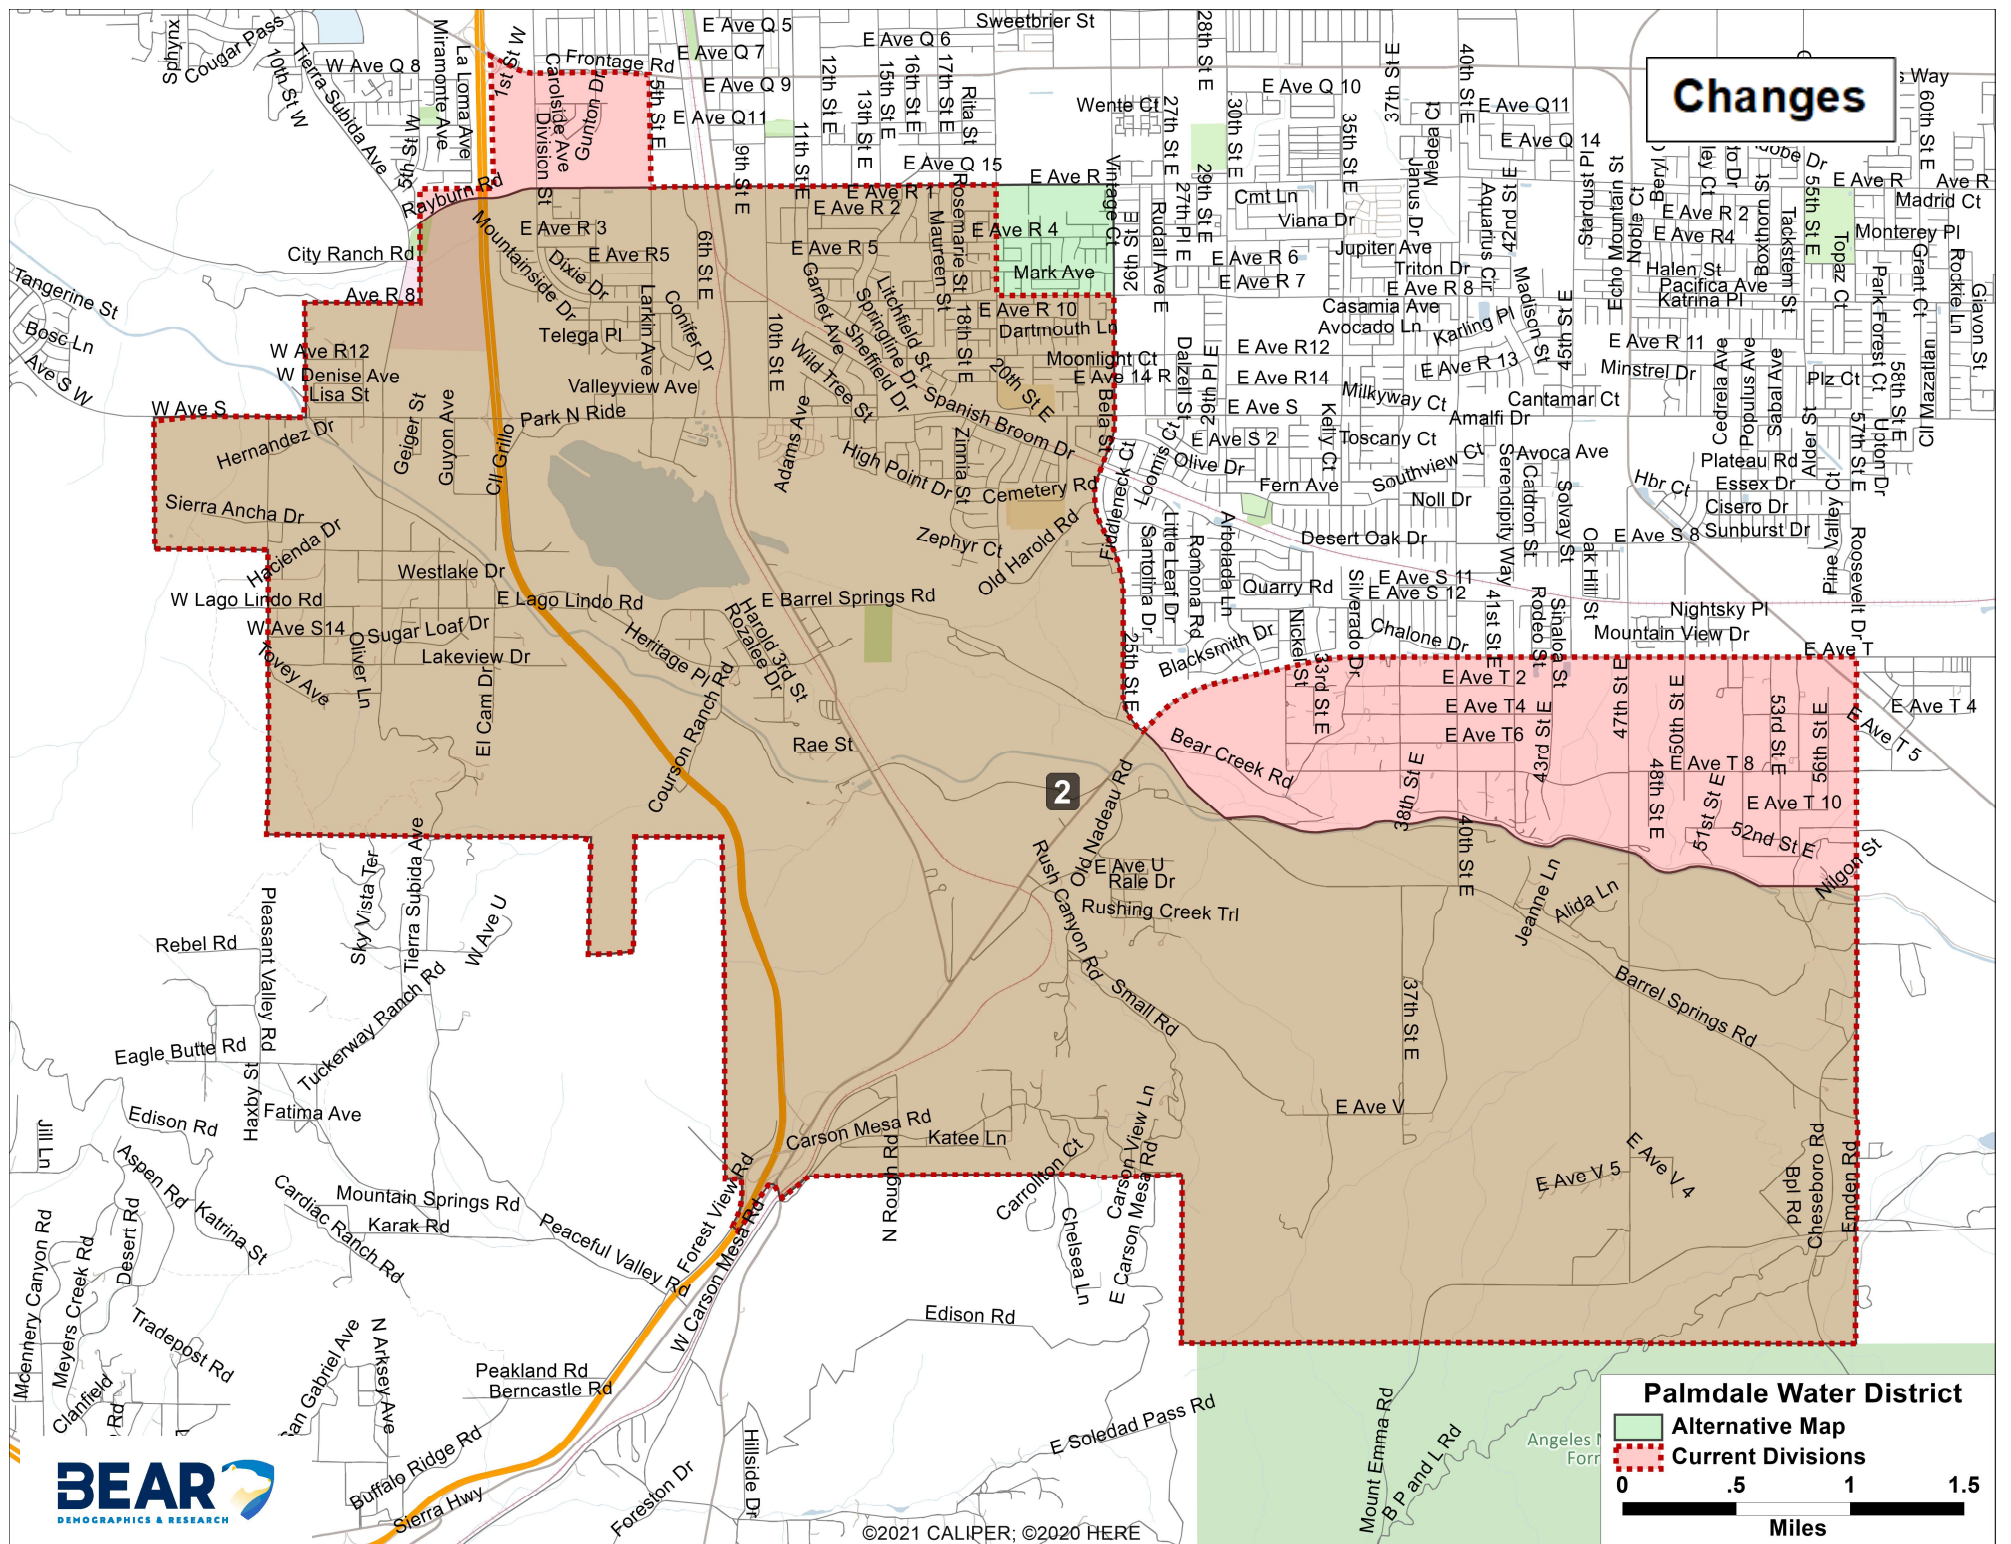 Changes
Sphynx
Cougar Pass
10th St W
Tierra Subida Ave
W Ave Q 8
Miramonte Ave
La Loma Ave
1st St W
5th St W
Frontage Rd
Carolside Ave
Division St
Gunton Dr
5th St E
E Ave Q 5
E Ave Q 7
E Ave Q 9
E Ave Q11
E Ave Q 6
Sweetbrier St
12th St E
15th St E
16th St E
17th St E
13th St E
Rita St
11th St E
9th St E
E Ave Q 15
E Ave R
28th St E
Wente Ct
27th St E
30th St E
E Ave Q 10
37th St E
40th St E
35th St E
E Ave Q11
E Ave Q 14
Madera Ct
Janus Dr
60th St E
E Ave R
Ave R
Madrid Ct
Monterey Pl
Rayburn Rd
City Ranch Rd
Ave R 8
E Ave R 3
E Ave R5
Dixie Dr
Mountainside Dr
Telega Pl
Larkin Ave
Conifer Dr
6th St E
E Ave R 1
E Ave R 2
E Ave R 5
Rosemarie St
Maureen St
E Ave R 4
Mark Ave
Vintage Ct
26th St E
Rudall Ave E
27th Pl E
29th St E
Cmt Ln
Viana Dr
Jupiter Ave
E Ave R 6
E Ave R 7
Triton Dr
E Ave R 8
Casamia Ave
Avocado Ln
Karling Pl
Aquarius Cir
42nd St E
Madison St
45th St E
Stardust Pl
Echo Mountain St
Noble Ct
E Ave R 2
E Ave R4
Boxthorn St
Tackstem St
55th St E
Halen St
Pacifica Ave
Katrina Pl
Topaz Ct
Park Forest Ct
Grant Ct
Rockie Ln
Giavon St
Tangerine St
Bosc Ln
Ave S W
W Ave S
W Ave R12
W Denise Ave
Lisa St
Valleyview Ave
Park N Ride
Garnet Ave
Litchfield St
Springline Dr
Sheffield Dr
Wild Tree St
10th St E
18th St E
E Ave R 10
Dartmouth Ln
Moonlight Ct
E Ave 14 R
20th St E
Bela St
Dalzell St
29th Pl E
E Ave R12
E Ave R14
E Ave S
E Ave R 13
E Ave R 11
Minstrel Dr
Milkyway Ct
Cantamar Ct
Amalfi Dr
Cedrela Ave
Populus Ave
Sabal Ave
Plz Ct
58th St E
Cll Mazatlan
Hernandez Dr
Geiger St
Guyon Ave
Cll Grillo
Adams Ave
Spanish Broom Dr
High Point Dr
Zinnia St
Cemetery Rd
Zephyr Ct
Old Harold Rd
Fiddleneck Ct
Loomis Ct
E Ave S 2
Olive Dr
Kelly Ct
Toscany Ct
Fern Ave
Southview Ct
Noll Dr
Avoca Ave
Serendipity Way
Caldron St
Solvay St
Hbr Ct
Plateau Rd
Essex Dr
Cisero Dr
Sunburst Dr
E Ave S 8
Alder St
57th St E
Upton Dr
Pine Valley Ct
Roosevelt Dr
Sierra Ancha Dr
Hacienda Dr
Westlake Dr
W Lago Lindo Rd
E Lago Lindo Rd
E Barrel Springs Rd
W Ave S14
Oliver Ln
Sugar Loaf Dr
Lakeview Dr
Tovey Ave
El Cam Dr
Heritage Pl
Courson Ranch Rd
Harold 3rd St
Rozalee Dr
Rae St
25th St E
Santolina Dr
Little Leaf Dr
Romona Rd
Arbolada Ln
Blacksmith Dr
Desert Oak Dr
Quarry Rd
Nickel St
33rd St E
Silverado Dr
E Ave S 11
E Ave S 12
Chalone Dr
41st St E
Rodeo St
Sinaloa St
Oak Hill St
Nightsky Pl
Mountain View Dr
E Ave T
E Ave T 2
E Ave T4
E Ave T6
43rd St E
47th St E
E50th St E
53rd St E
56th St E
E Ave T 4
E Ave T 5
E Ave T 8
E Ave T 10
48th St E
51st St E
52nd St E
Nilgon St
Bear Creek Rd
38th St E
40th St E
2
Old Nadeau Rd
E Ave U
Rale Dr
Rushing Creek Trl
Rush Canyon Rd
Small Rd
Jeanne Ln
Alida Ln
Barrel Springs Rd
37th St E
E Ave V
E Ave V 5
E Ave V 4
Bpl Rd
Cheseboro Rd
Emden Rd
Sky Vista Ter
Tierra Subida Ave
W Ave U
Rebel Rd
Pleasant Valley Rd
Tuckerway Ranch Rd
Eagle Butte Rd
Haxby St
Fatima Ave
Edison Rd
Jill Ln
Aspen Rd
Katrina St
Desert Rd
Mcennery Canyon Rd
Meyers Creek Rd
Cardiac Ranch Rd
Mountain Springs Rd
Karak Rd
Peaceful Valley Rd
Forest View Rd
W Carson Mesa Rd
Carson Mesa Rd
Katee Ln
N Rough Rd
Carrollton Ct
Chelsea Ln
Carson View Ln
E Carson Mesa Rd
Edison Rd
Tradepost Rd
Clanfield
Rd
San Gabriel Ave
N Arksey Ave
Peakland Rd
Berncastle Rd
Buffalo Ridge Rd
Sierra Hwy
Foreston Dr
Hillside Dr
E Soledad Pass Rd
Mount Emma Rd
B P and L Rd
Angeles
BEAR
DEMOGRAPHICS & RESEARCH
©2021 CALIPER; ©2020 HERE
Palmdale Water District
Alternative Map
Current Divisions
0 .5 1 1.5
Miles